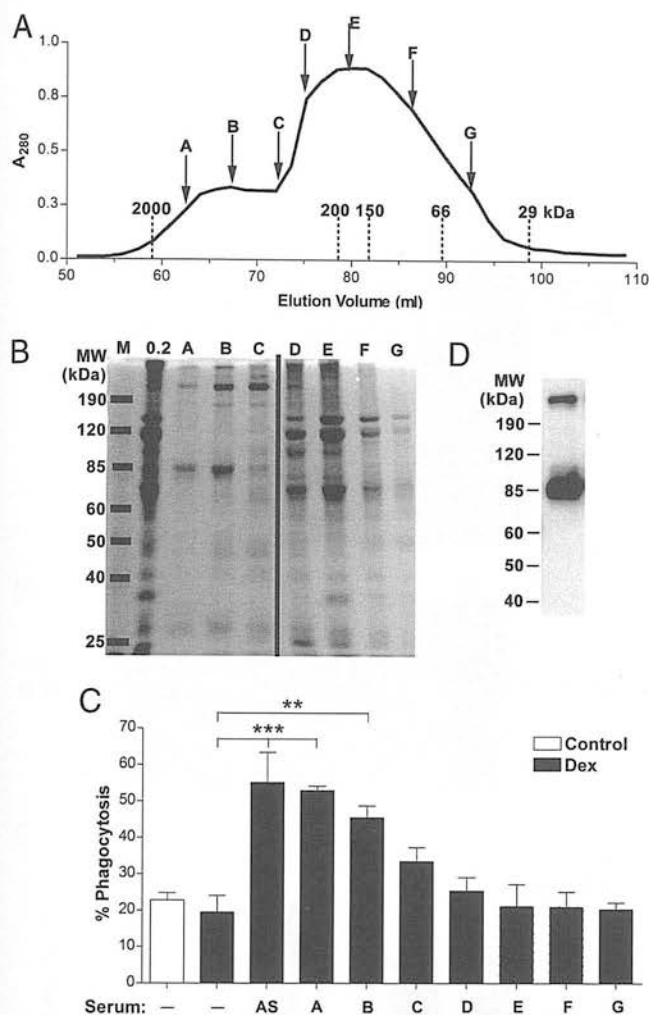 A
A280
1.0
0.8
0.5
0.3
0.0
A
B
C
D
E
F
G
2000
200 150
66
29 kDa
50 60 70 80 90 100 110
Elution Volume (ml)
B
MW (kDa)
M 0.2 A B C D E F G
190
120
85
60
50
40
25
D
MW (kDa)
190
120
85
60
50
40
C
% Phagocytosis
70
60
50
40
30
20
10
0
**
***
Control
Dex
Serum: — — AS A B C D E F G